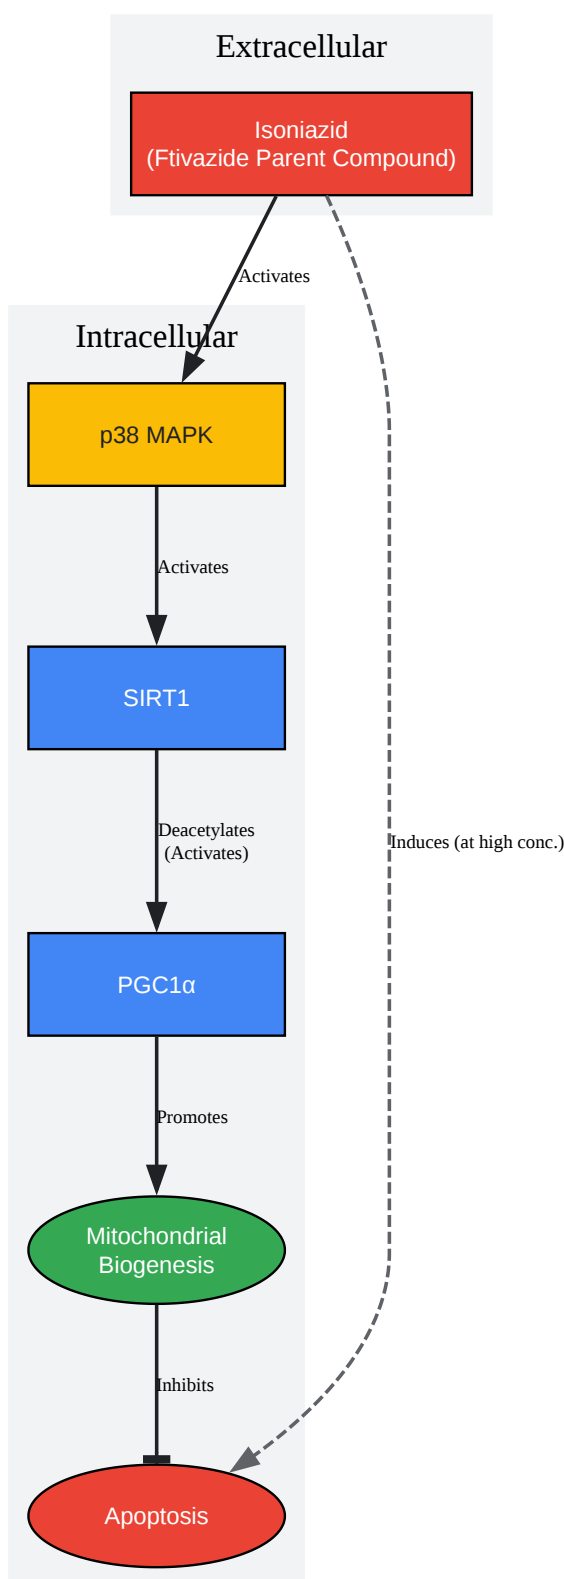 Extracellular
Isoniazid
(Ftivazide Parent Compound)
Activates
Intracellular
p38 MAPK
Activates
SIRT1
Deacetylates
(Activates)
Induces (at high conc.)
PGC1α
Promotes
Mitochondrial
Biogenesis
Inhibits
Apoptosis